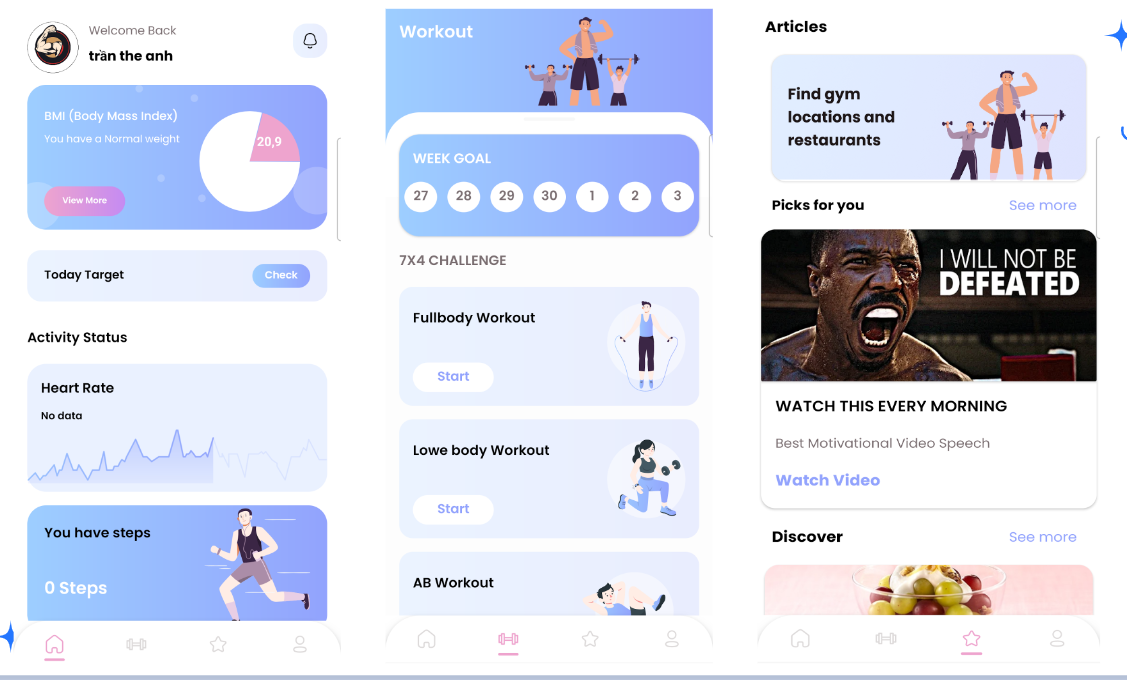 Welcome Back
trần the anh
BMI (Body Mass Index)
You have a Normal weight
20,9
View More
Today Target
Check
Activity Status
Heart Rate
No data
You have steps
0 Steps
Workout
WEEK GOAL
27 28 29 30 1 2 3
7X4 CHALLENGE
Fullbody Workout
Start
Lowe body Workout
Start
AB Workout
Articles
Find gym
locations and
restaurants
Picks for you
See more
I WILL NOT BE
DEFEATED
WATCH THIS EVERY MORNING
Best Motivational Video Speech
Watch Video
Discover
See more